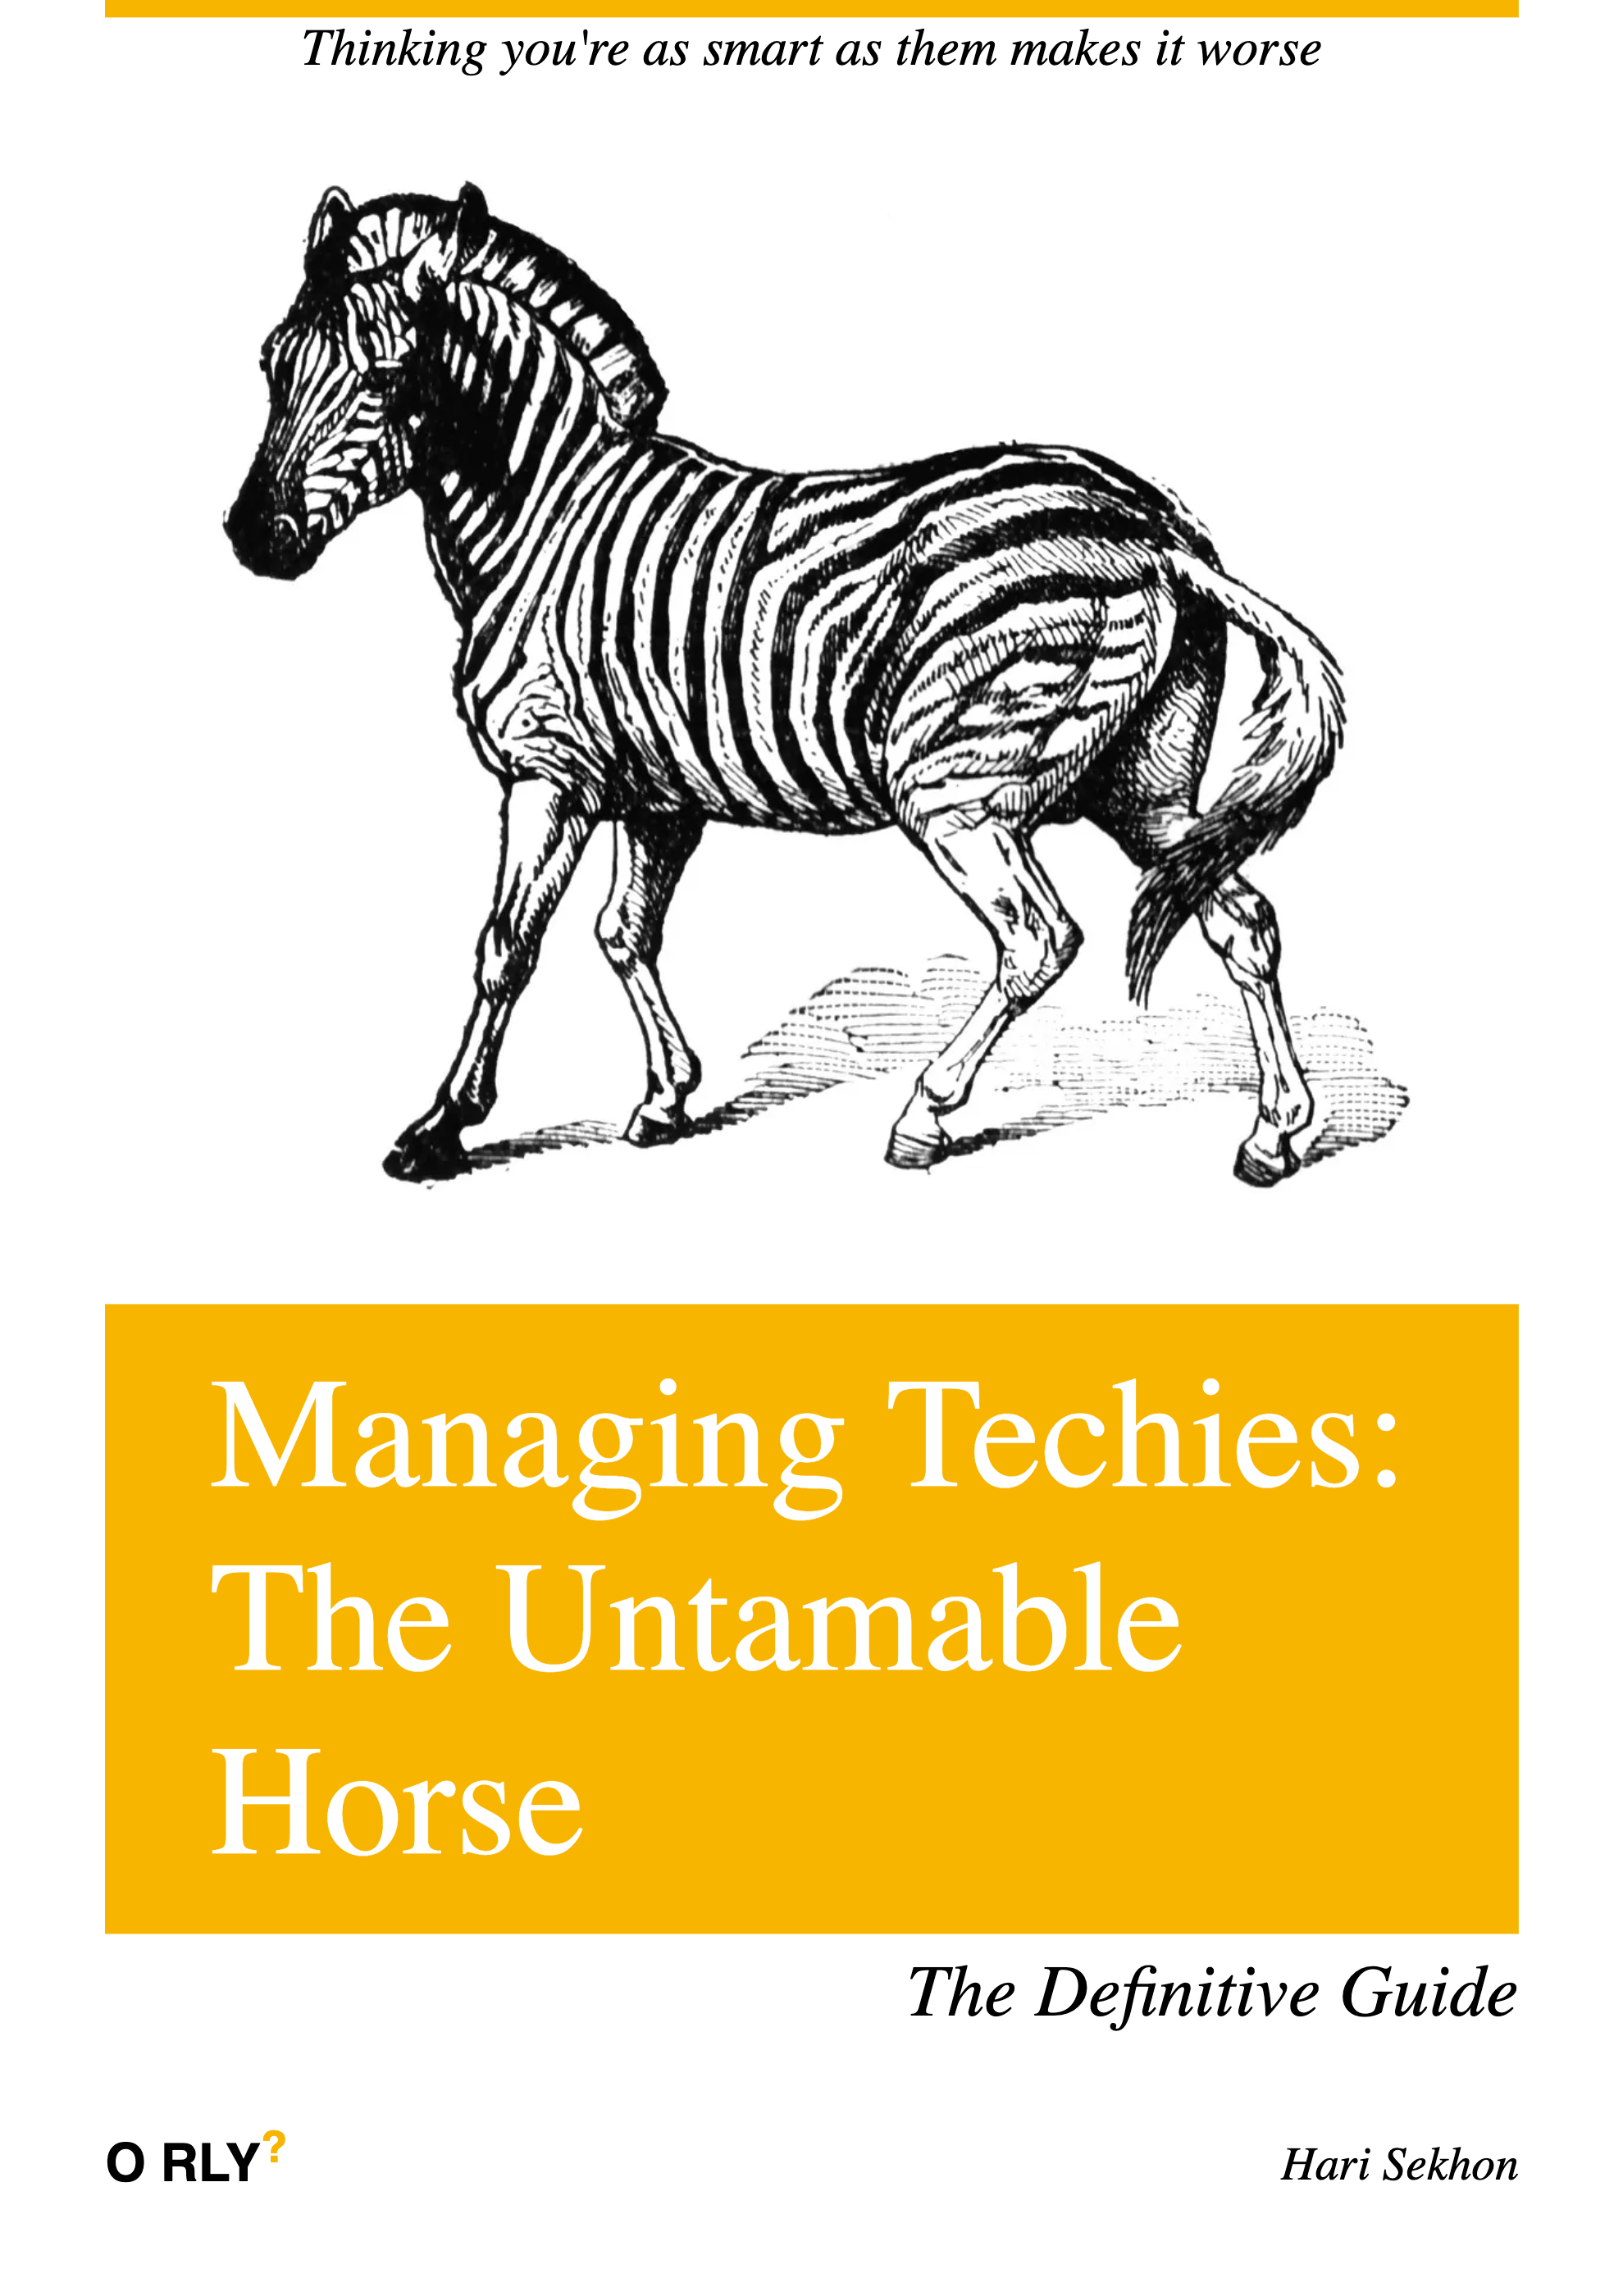 Thinking you're as smart as them makes it worse
Managing Techies:
The Untamable
Horse
The Definitive Guide
O RLY?
Hari Sekhon